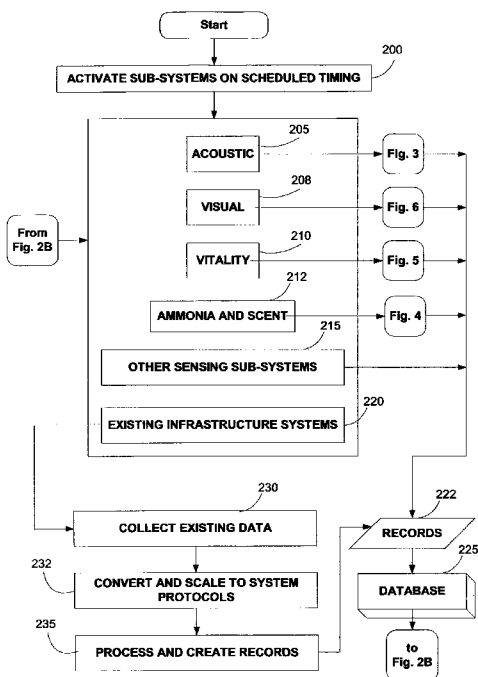 Start
200
ACTIVATE SUB-SYSTEMS ON SCHEDULED TIMING
205
ACOUSTIC
Fig. 3
208
VISUAL
Fig. 6
From
Fig. 2B
210
VITALITY
Fig. 5
212
AMMONIA AND SCENT
Fig. 4
215
OTHER SENSING SUB-SYSTEMS
220
EXISTING INFRASTRUCTURE SYSTEMS
230
COLLECT EXISTING DATA
222
RECORDS
232
CONVERT AND SCALE TO SYSTEM
PROTOCOLS
225
DATABASE
235
PROCESS AND CREATE RECORDS
to
Fig. 2B